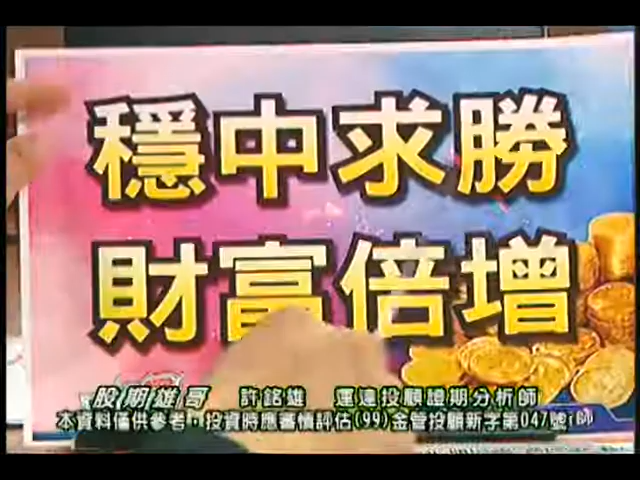 穩中求勝
財富倍增
股期雄哥 許銘雄 運達投顧證期分析師
本資料僅供參考，投資時應審慎評估(99)金管投顧新字第047號